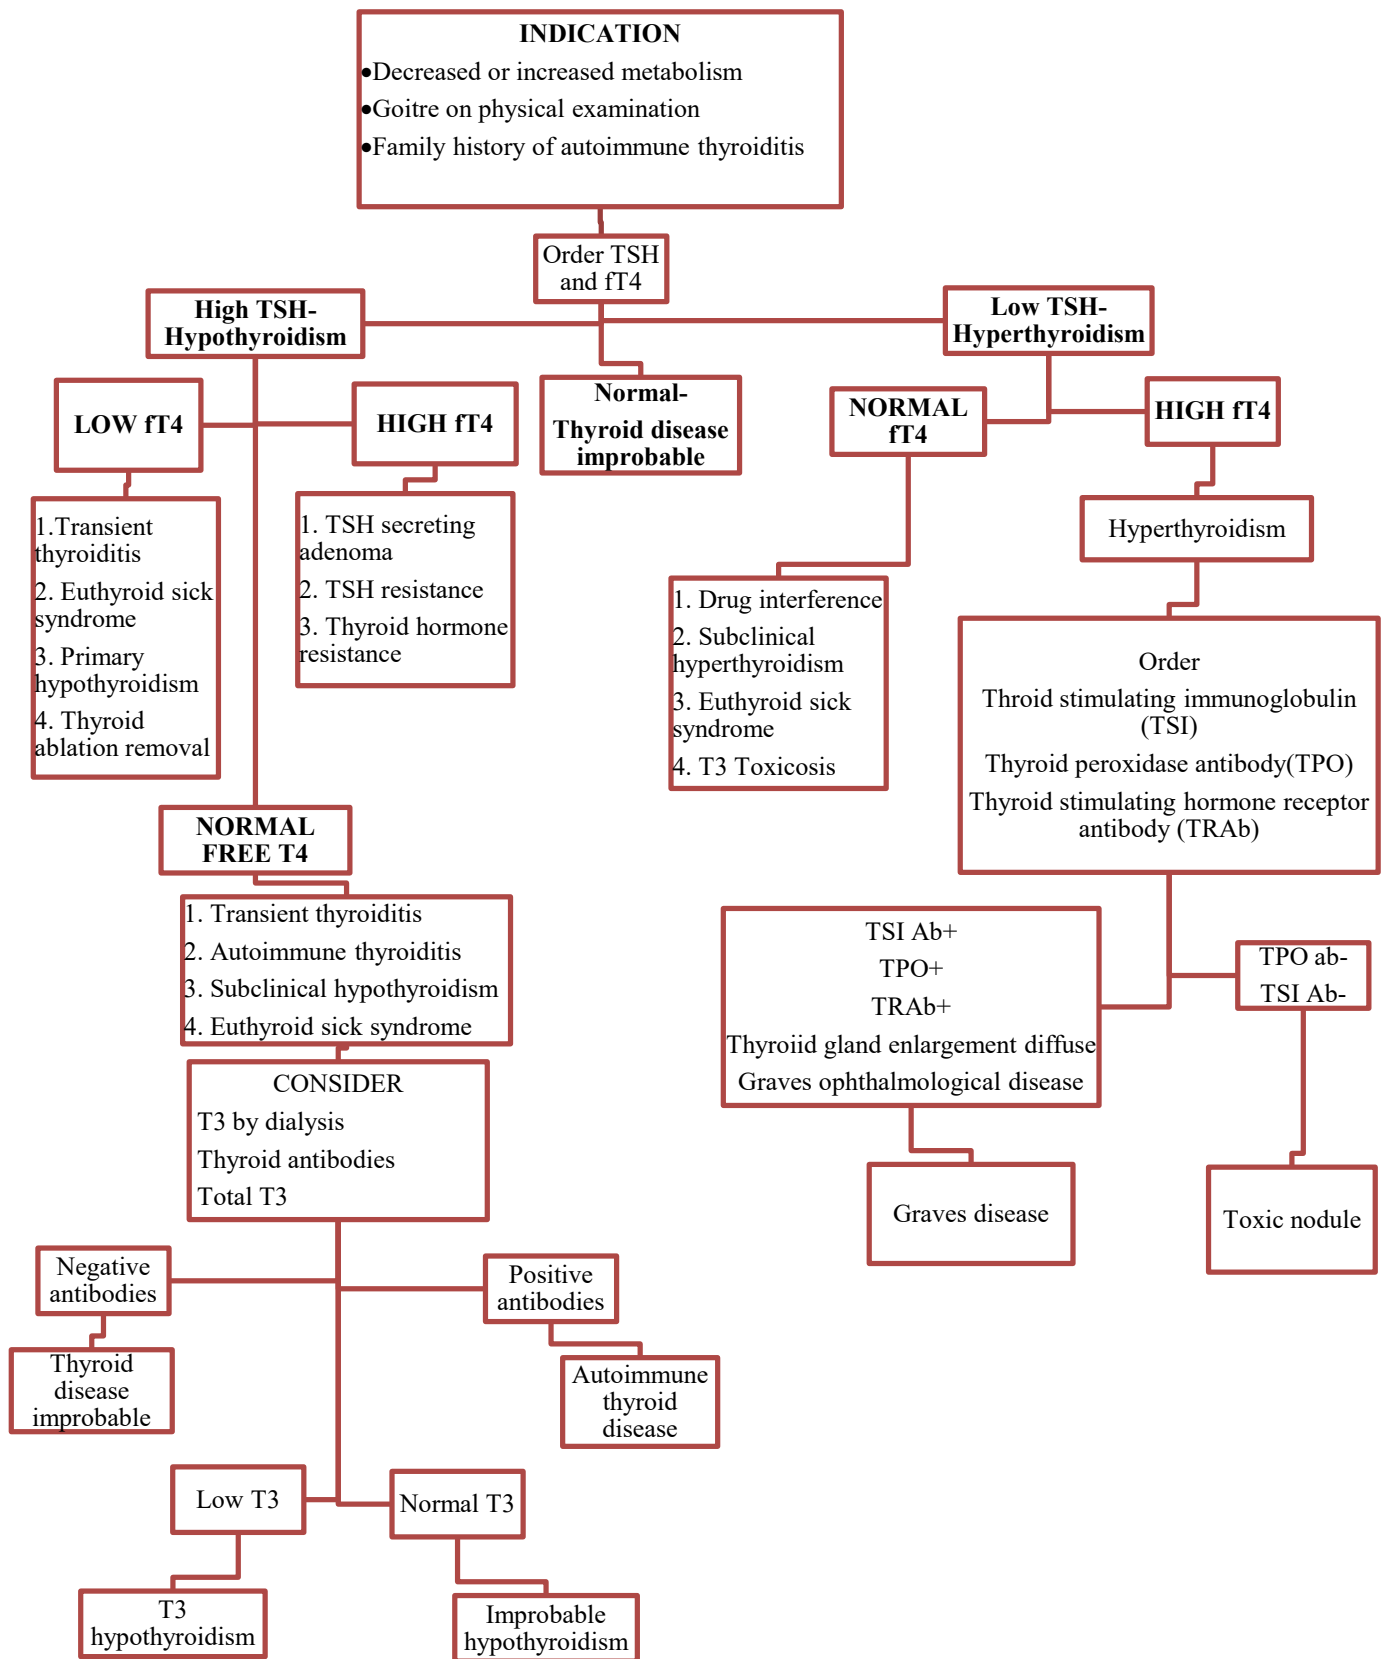 INDICATION
•Decreased or increased metabolism
•Goitre on physical examination
•Family history of autoimmune thyroiditis
Order TSH
and fT4
High TSH-
Hypothyroidism
Low TSH-
Hyperthyroidism
LOW fT4
HIGH fT4
Normal-
Thyroid disease
improbable
NORMAL
fT4
HIGH fT4
1.Transient
thyroiditis
2. Euthyroid sick
syndrome
3. Primary
hypothyroidism
4. Thyroid
ablation removal
1. TSH secreting
adenoma
2. TSH resistance
3. Thyroid hormone
resistance
1. Drug interference
2. Subclinical
hyperthyroidism
3. Euthyroid sick
syndrome
4. T3 Toxicosis
Hyperthyroidism
Order
Throid stimulating immunoglobulin
(TSI)
Thyroid peroxidase antibody(TPO)
Thyroid stimulating hormone receptor
antibody (TRAb)
NORMAL
FREE T4
1. Transient thyroiditis
2. Autoimmune thyroiditis
3. Subclinical hypothyroidism
4. Euthyroid sick syndrome
TSI Ab+
TPO+
TRAb+
Thyroiid gland enlargement diffuse
Graves ophthalmological disease
TPO ab-
TSI Ab-
CONSIDER
T3 by dialysis
Thyroid antibodies
Total T3
Graves disease
Toxic nodule
Negative
antibodies
Positive
antibodies
Thyroid
disease
improbable
Autoimmune
thyroid
disease
Low T3
Normal T3
T3
hypothyroidism
Improbable
hypothyroidism